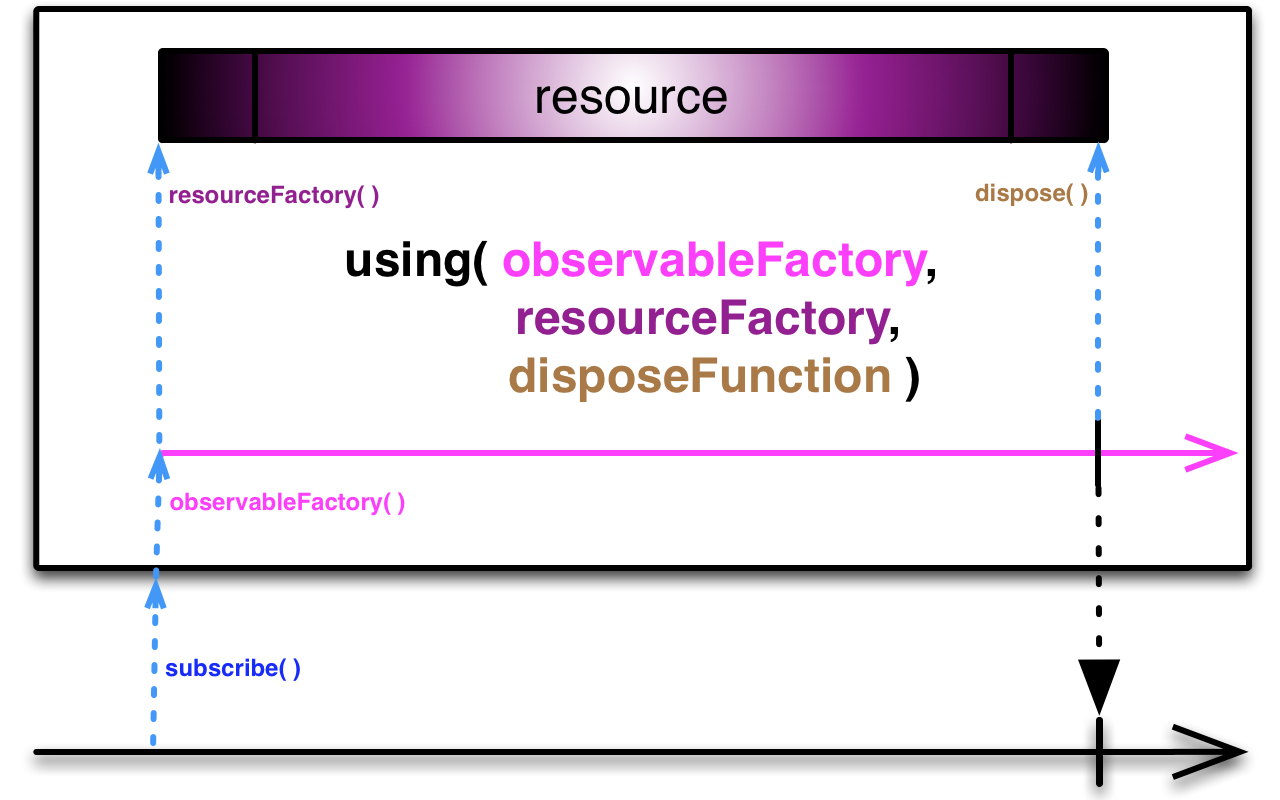 resource
resourceFactory( )
dispose( )
using( observableFactory,
resourceFactory,
disposeFunction )
observableFactory( )
subscribe( )